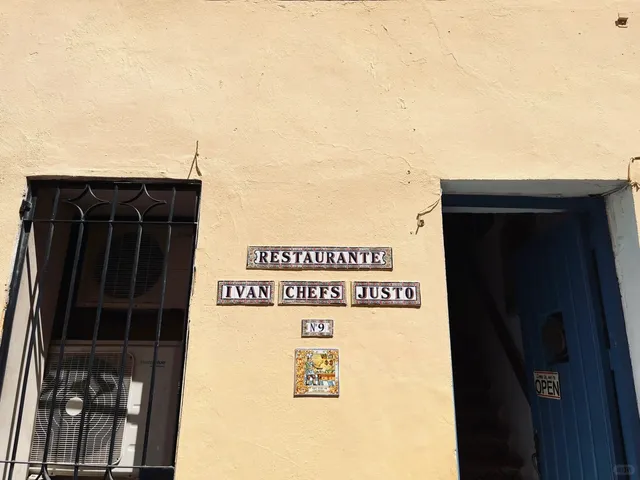 RESTAURANTE
IVAN CHEFS JUSTO
Nº9
OPEN